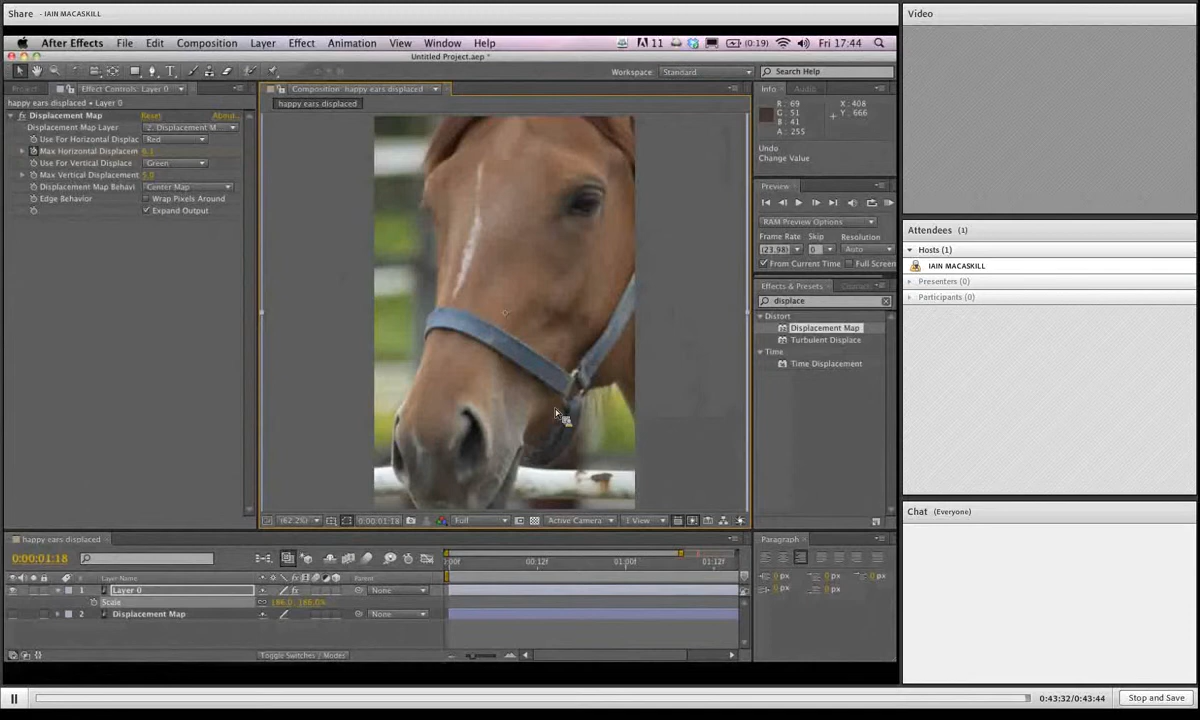 Share - IAIN MACASKILL
After Effects File Edit Composition Layer Effect Animation View Window Help 11 (0:19) Fri 17:44
Untitled Project.aep *
Workspace: Standard Search Help
Project Effect Controls: Layer 0
happy ears displaced • Layer 0
fx Displacement Map Reset About...
Displacement Map Layer 2. Displacement M
Use For Horizontal Displac Red
Max Horizontal Displacem
Use For Vertical Displace Green
Max Vertical Displacement 5.0
Displacement Map Behavi Center Map
Edge Behavior Wrap Pixels Around
Expand Output
Composition: happy ears displaced
happy ears displaced
(62.2%) 0:00:01:18 Full Active Camera 1 View
Info Audio
R: 69 X: 408
G: 51 Y: 666
B: 41
A: 255
Undo
Change Value
Preview
RAM Preview Options
Frame Rate Skip Resolution
(23.98) 0 Auto
From Current Time Full Screen
Effects & Presets Charact
displace
Distort
Displacement Map
Turbulent Displace
Time
Time Displacement
happy ears displaced
0:00:01:18
:00f 00:12f 01:00f 01:12f
# Layer Name Parent
1 Layer 0 fx None
Scale
2 Displacement Map None
Toggle Switches / Modes
Paragraph
0 px 0 px 0 px
0 px 0 px
Video
Attendees (1)
Hosts (1)
IAIN MACASKILL
Presenters (0)
Participants (0)
Chat (Everyone)
0:43:32/0:43:44
Stop and Save